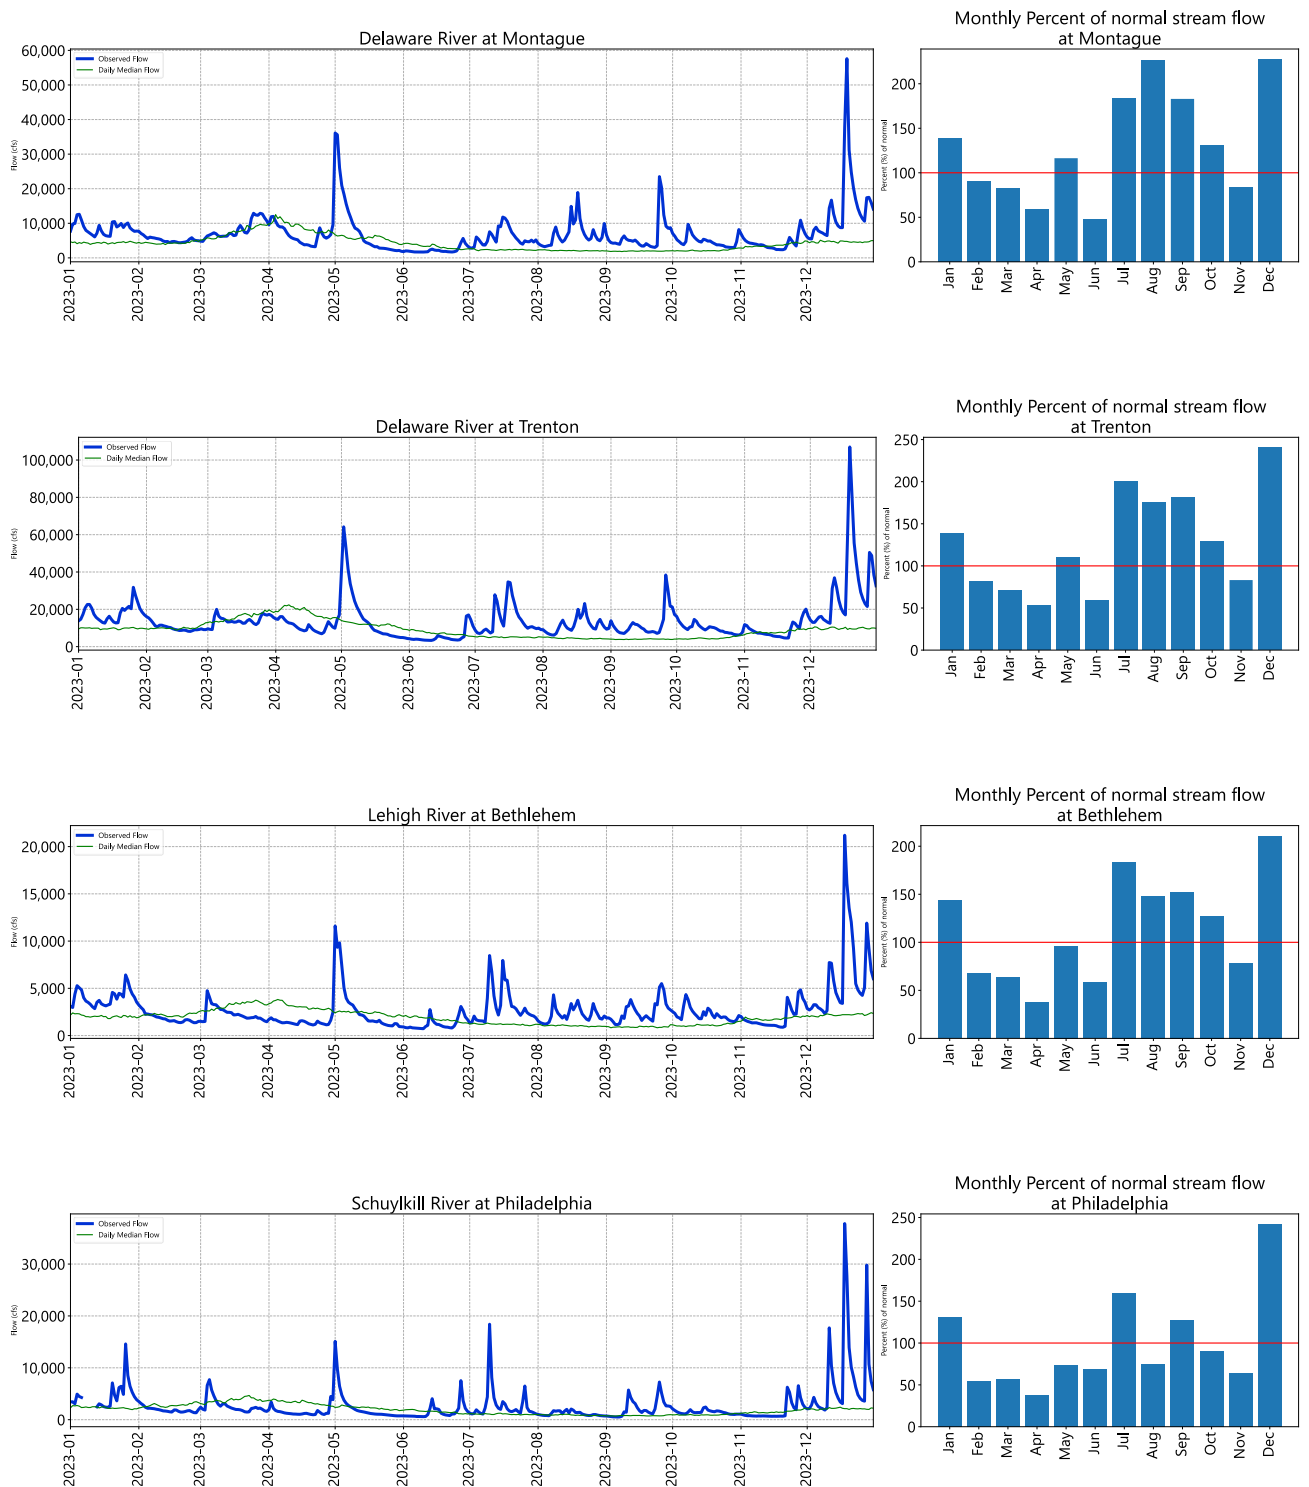 Delaware River at Montague
60,000
50,000
40,000
30,000
20,000
10,000
0
Flow (cfs)
Observed Flow
Daily Median Flow
2023-01
2023-02
2023-03
2023-04
2023-05
2023-06
2023-07
2023-08
2023-09
2023-10
2023-11
2023-12
Monthly Percent of normal stream flow
at Montague
200
150
100
50
0
Percent (%) of normal
Jan
Feb
Mar
Apr
May
Jun
Jul
Aug
Sep
Oct
Nov
Dec
Delaware River at Trenton
100,000
80,000
60,000
40,000
20,000
0
Flow (cfs)
Observed Flow
Daily Median Flow
2023-01
2023-02
2023-03
2023-04
2023-05
2023-06
2023-07
2023-08
2023-09
2023-10
2023-11
2023-12
Monthly Percent of normal stream flow
at Trenton
250
200
150
100
50
0
Percent (%) of normal
Jan
Feb
Mar
Apr
May
Jun
Jul
Aug
Sep
Oct
Nov
Dec
Lehigh River at Bethlehem
20,000
15,000
10,000
5,000
0
Flow (cfs)
Observed Flow
Daily Median Flow
2023-01
2023-02
2023-03
2023-04
2023-05
2023-06
2023-07
2023-08
2023-09
2023-10
2023-11
2023-12
Monthly Percent of normal stream flow
at Bethlehem
200
150
100
50
0
Percent (%) of normal
Jan
Feb
Mar
Apr
May
Jun
Jul
Aug
Sep
Oct
Nov
Dec
Schuylkill River at Philadelphia
30,000
20,000
10,000
0
Flow (cfs)
Observed Flow
Daily Median Flow
2023-01
2023-02
2023-03
2023-04
2023-05
2023-06
2023-07
2023-08
2023-09
2023-10
2023-11
2023-12
Monthly Percent of normal stream flow
at Philadelphia
250
200
150
100
50
0
Percent (%) of normal
Jan
Feb
Mar
Apr
May
Jun
Jul
Aug
Sep
Oct
Nov
Dec